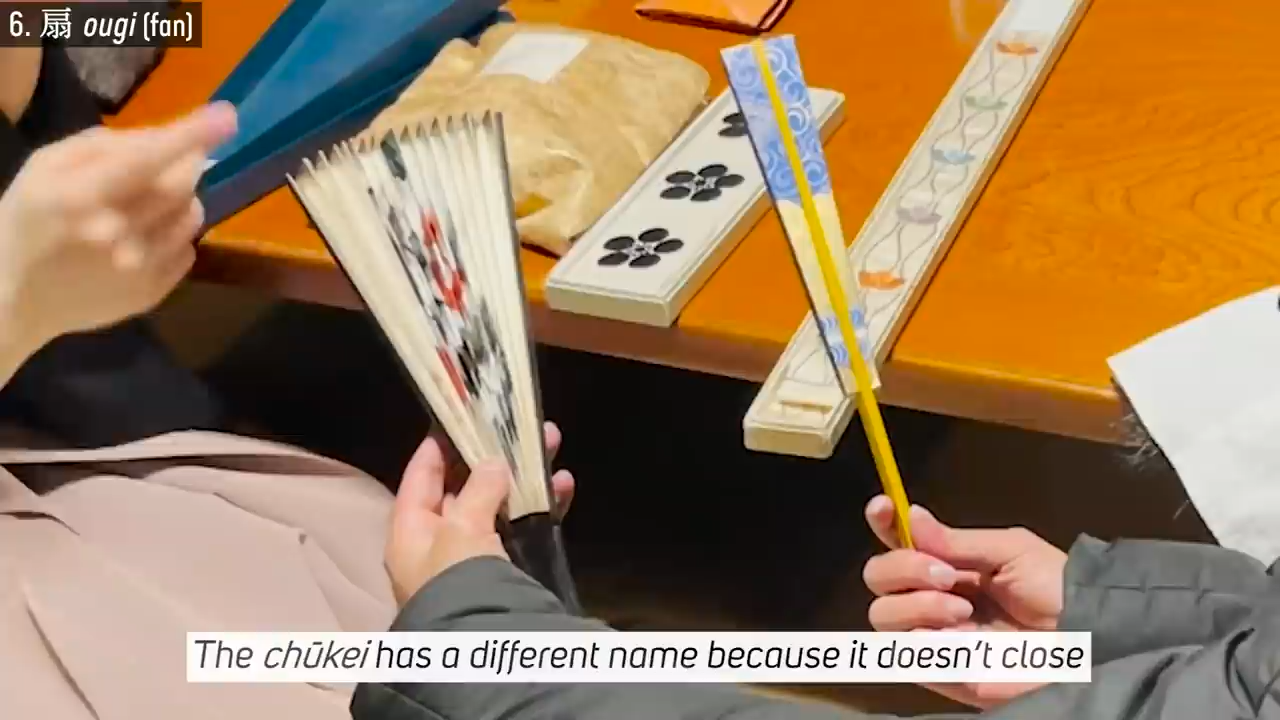 6. 扇 ougi (fan)
The chūkei has a different name because it doesn't close